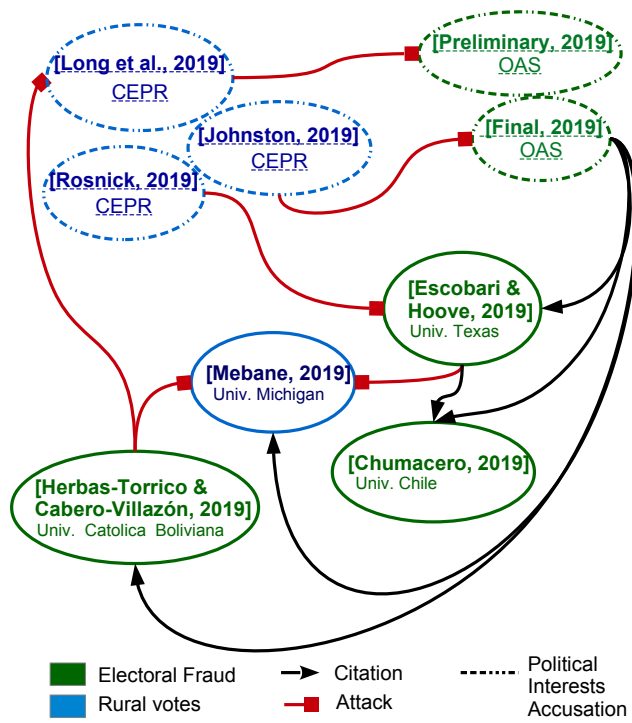 [Long et al., 2019]
CEPR
[Preliminary, 2019]
OAS
[Johnston, 2019]
CEPR
[Final, 2019]
OAS
[Rosnick, 2019]
CEPR
[Escobari &
Hoove, 2019]
Univ. Texas
[Mebane, 2019]
Univ. Michigan
[Chumacero, 2019]
Univ. Chile
[Herbas-Torrico &
Cabero-Villazón, 2019]
Univ. Catolica Boliviana
Electoral Fraud
Rural votes
Citation
Attack
Political
Interests
Accusation